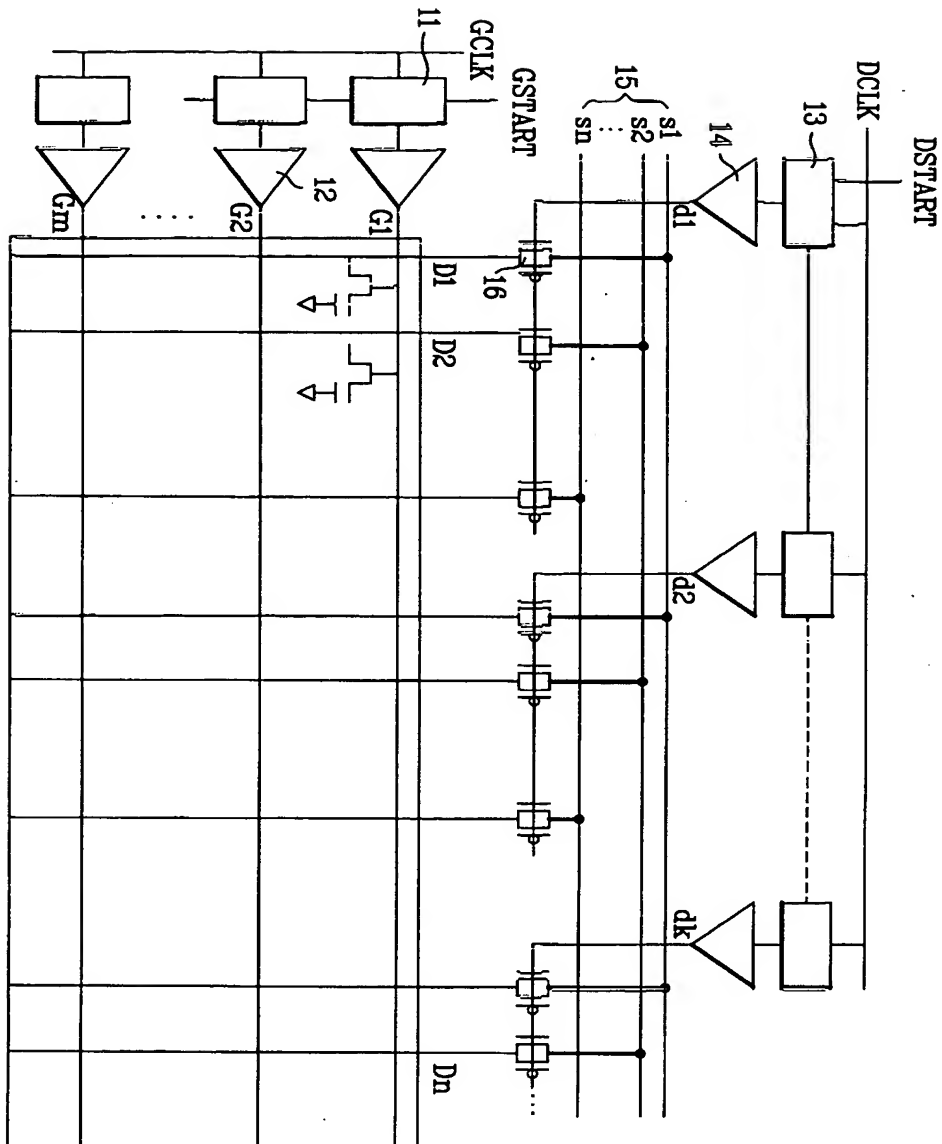 DSTART
DCLK
13
14
d1
d2
dk
15
s1
s2
⋮
sn
16
D1
D2
Dn
...
GSTART
GCLK
11
12
G1
G2
....
Gm